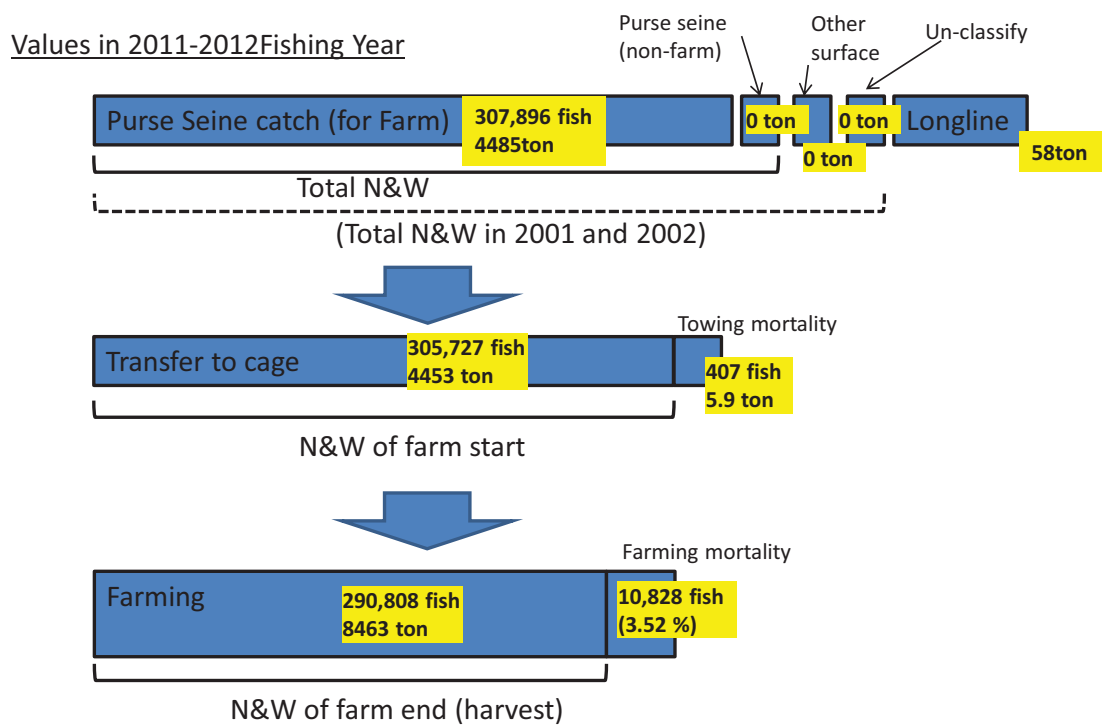 Values in 2011-2012Fishing Year
Purse seine
(non-farm)
Other
surface
Un-classify
Purse Seine catch (for Farm)
307,896 fish
4485ton
0 ton
0 ton
0 ton
Longline
58ton
Total N&W
(Total N&W in 2001 and 2002)
Towing mortality
Transfer to cage
305,727 fish
4453 ton
407 fish
5.9 ton
N&W of farm start
Farming mortality
Farming
290,808 fish
8463 ton
10,828 fish
(3.52 %)
N&W of farm end (harvest)